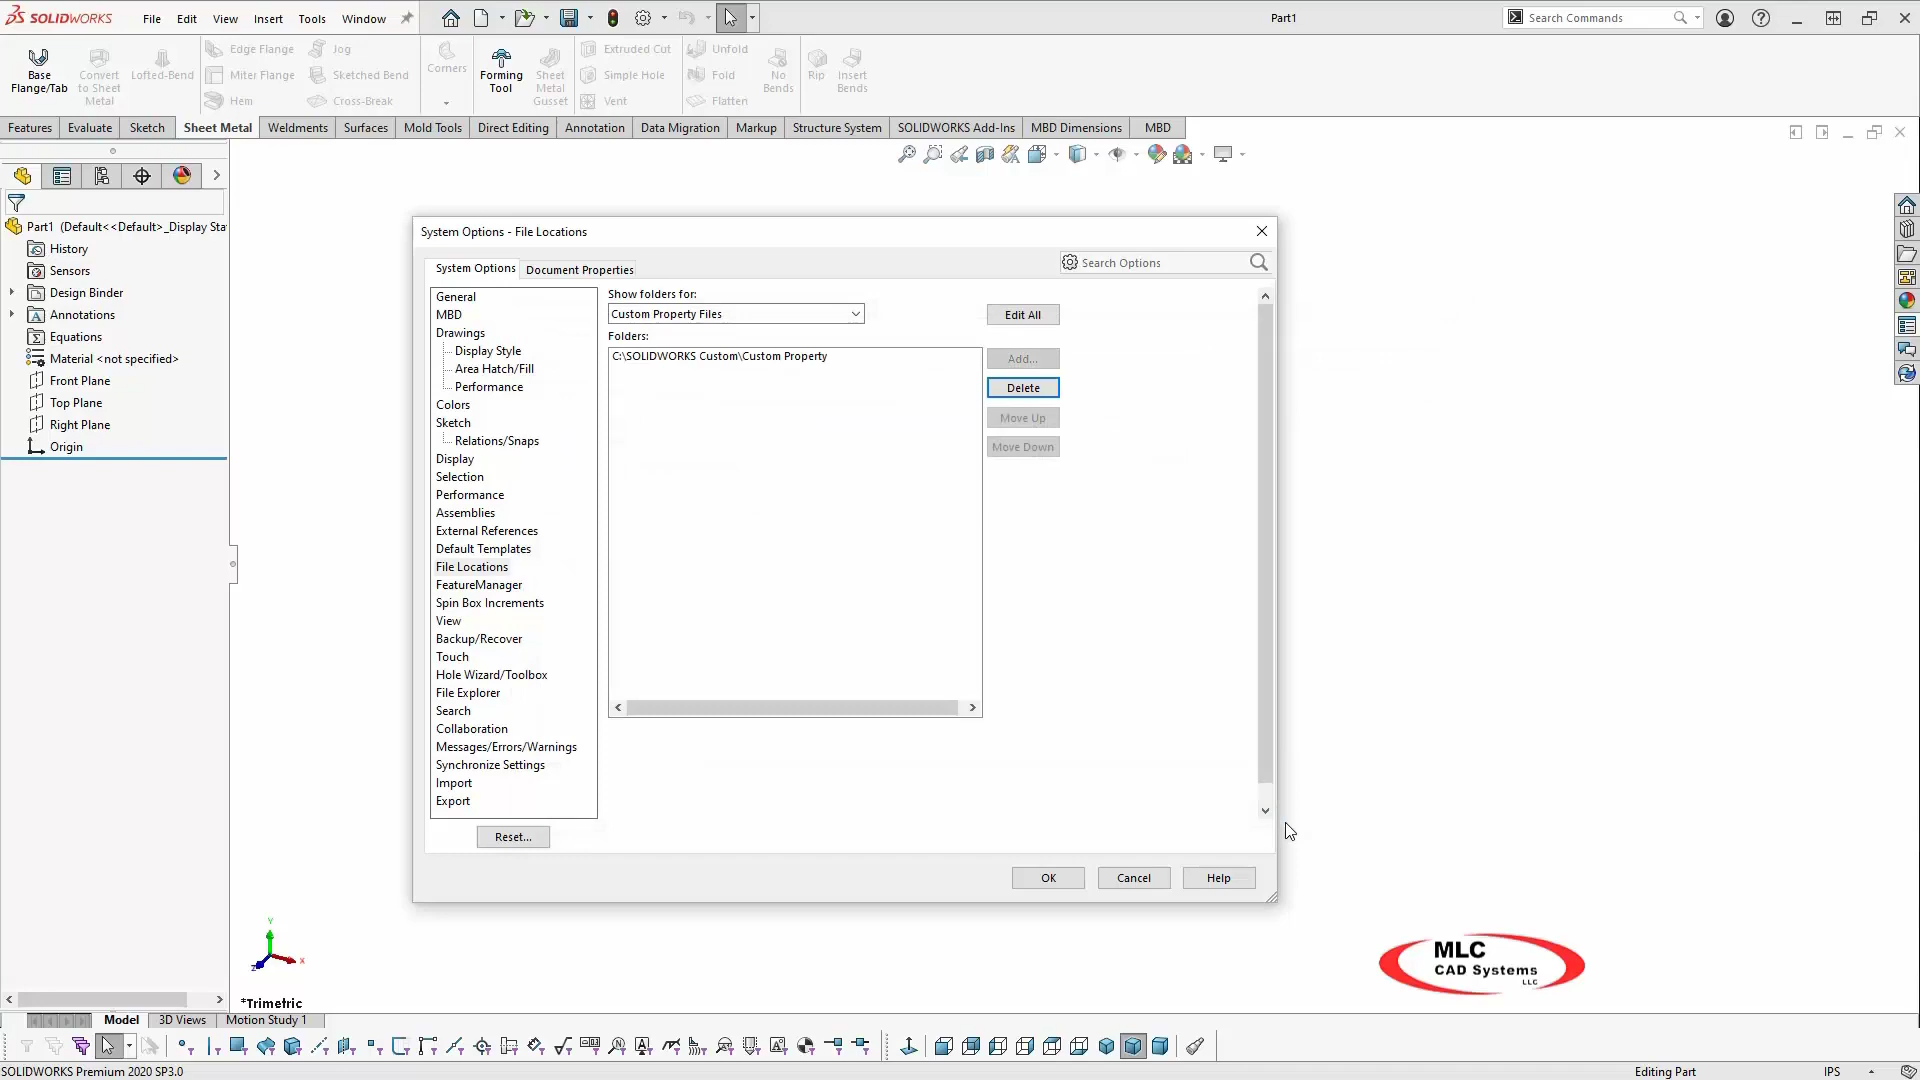 SOLIDWORKS
File
Edit
View
Insert
Tools
Window
Part1
Search Commands
Base Flange/Tab
Convert to Sheet Metal
Lofted-Bend
Edge Flange
Miter Flange
Hem
Jog
Sketched Bend
Cross-Break
Corners
Forming Tool
Sheet Metal Gusset
Extruded Cut
Simple Hole
Vent
Unfold
Fold
Flatten
No Bends
Rip
Insert Bends
Features
Evaluate
Sketch
Sheet Metal
Weldments
Surfaces
Mold Tools
Direct Editing
Annotation
Data Migration
Markup
Structure System
SOLIDWORKS Add-Ins
MBD Dimensions
MBD
Part1 (Default<<Default>_Display Sta
History
Sensors
Design Binder
Annotations
Equations
Material <not specified>
Front Plane
Top Plane
Right Plane
Origin
System Options - File Locations
System Options
Document Properties
Search Options
General
MBD
Drawings
Display Style
Area Hatch/Fill
Performance
Colors
Sketch
Relations/Snaps
Display
Selection
Performance
Assemblies
External References
Default Templates
File Locations
FeatureManager
Spin Box Increments
View
Backup/Recover
Touch
Hole Wizard/Toolbox
File Explorer
Search
Collaboration
Messages/Errors/Warnings
Synchronize Settings
Import
Export
Reset...
Show folders for:
Custom Property Files
Folders:
C:\SOLIDWORKS Custom\Custom Property
Edit All
Add...
Delete
Move Up
Move Down
OK
Cancel
Help
Y
X
Z
*Trimetric
MLC
CAD Systems
LLC
Model
3D Views
Motion Study 1
SOLIDWORKS Premium 2020 SP3.0
Editing Part
IPS